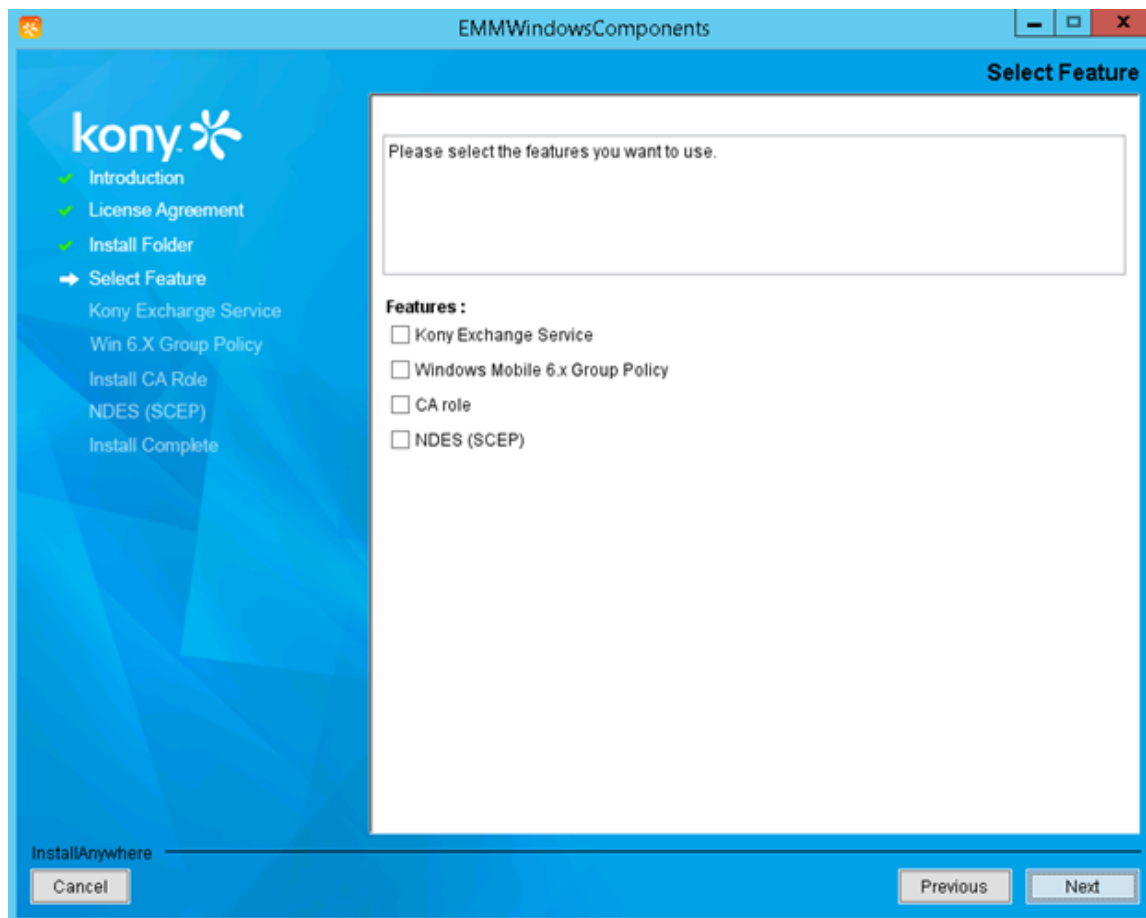 EMMWindowsComponents
Select Feature
kony
Introduction
License Agreement
Install Folder
Select Feature
Kony Exchange Service
Win 6.X Group Policy
Install CA Role
NDES (SCEP)
Install Complete
Please select the features you want to use.
Features :
Kony Exchange Service
Windows Mobile 6.x Group Policy
CA role
NDES (SCEP)
InstallAnywhere
Cancel
Previous
Next